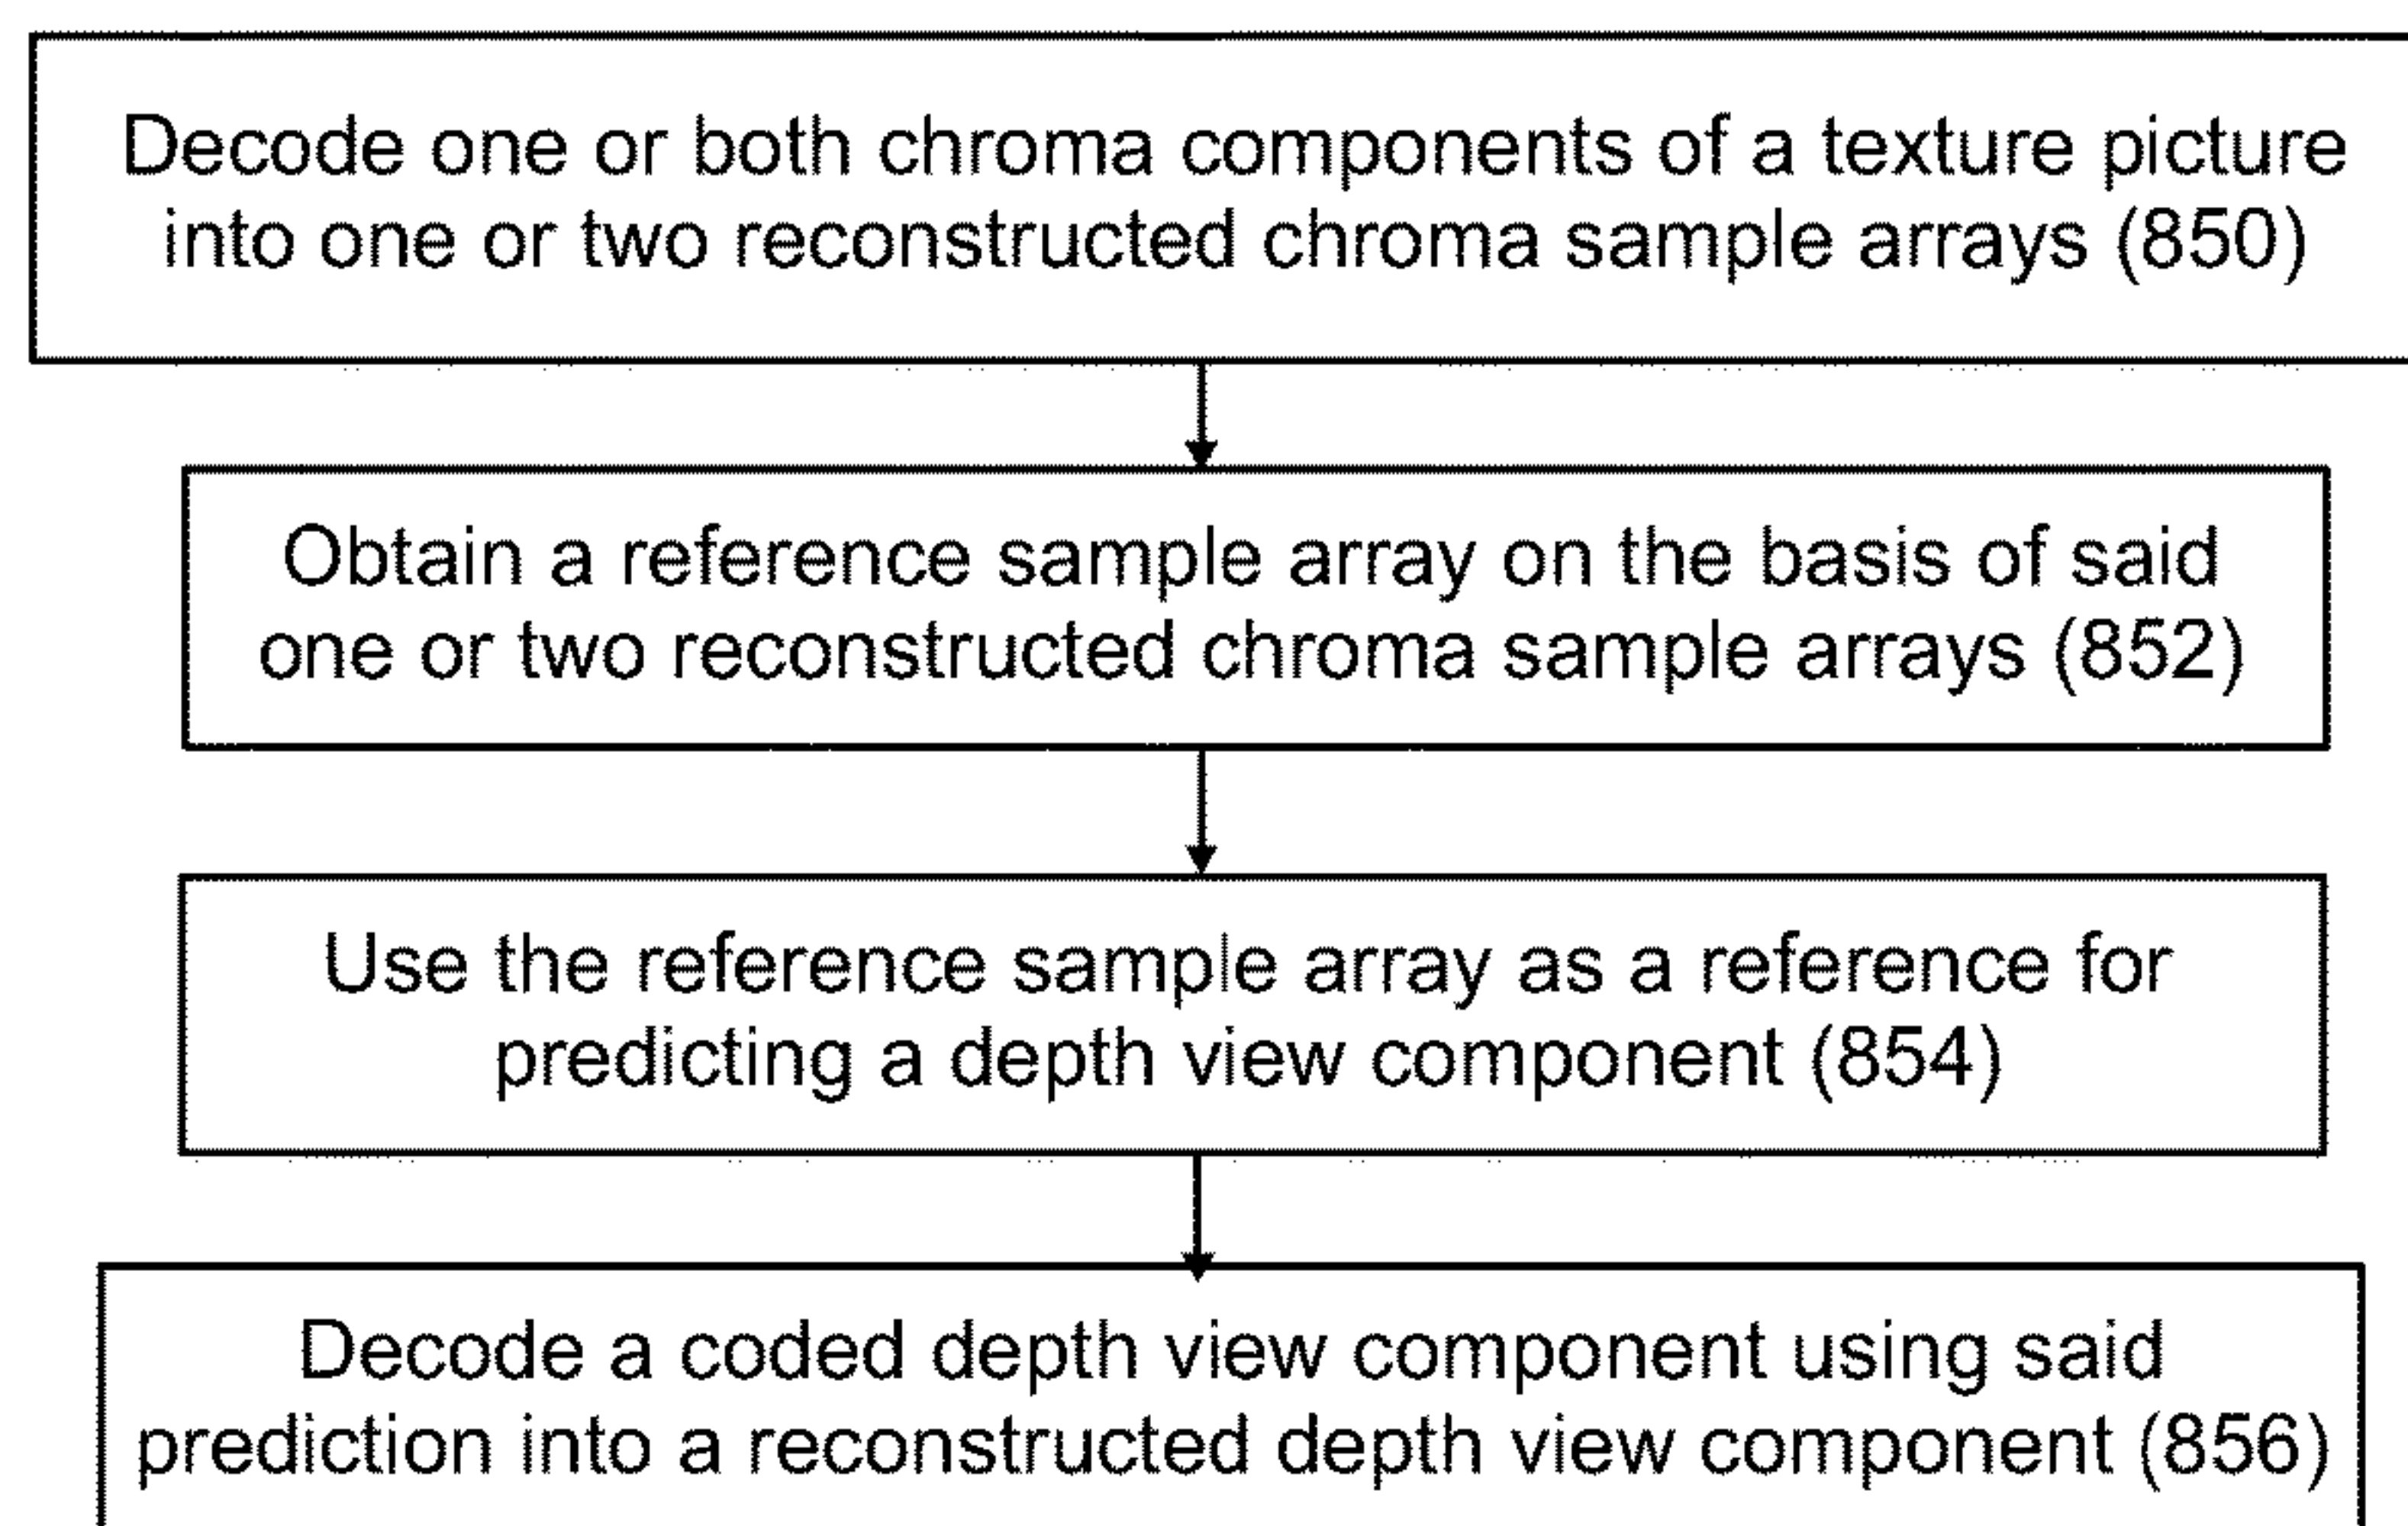 Decode one or both chroma components of a texture picture
into one or two reconstructed chroma sample arrays (850)
Obtain a reference sample array on the basis of said
one or two reconstructed chroma sample arrays (852)
Use the reference sample array as a reference for
predicting a depth view component (854)
Decode a coded depth view component using said
prediction into a reconstructed depth view component (856)